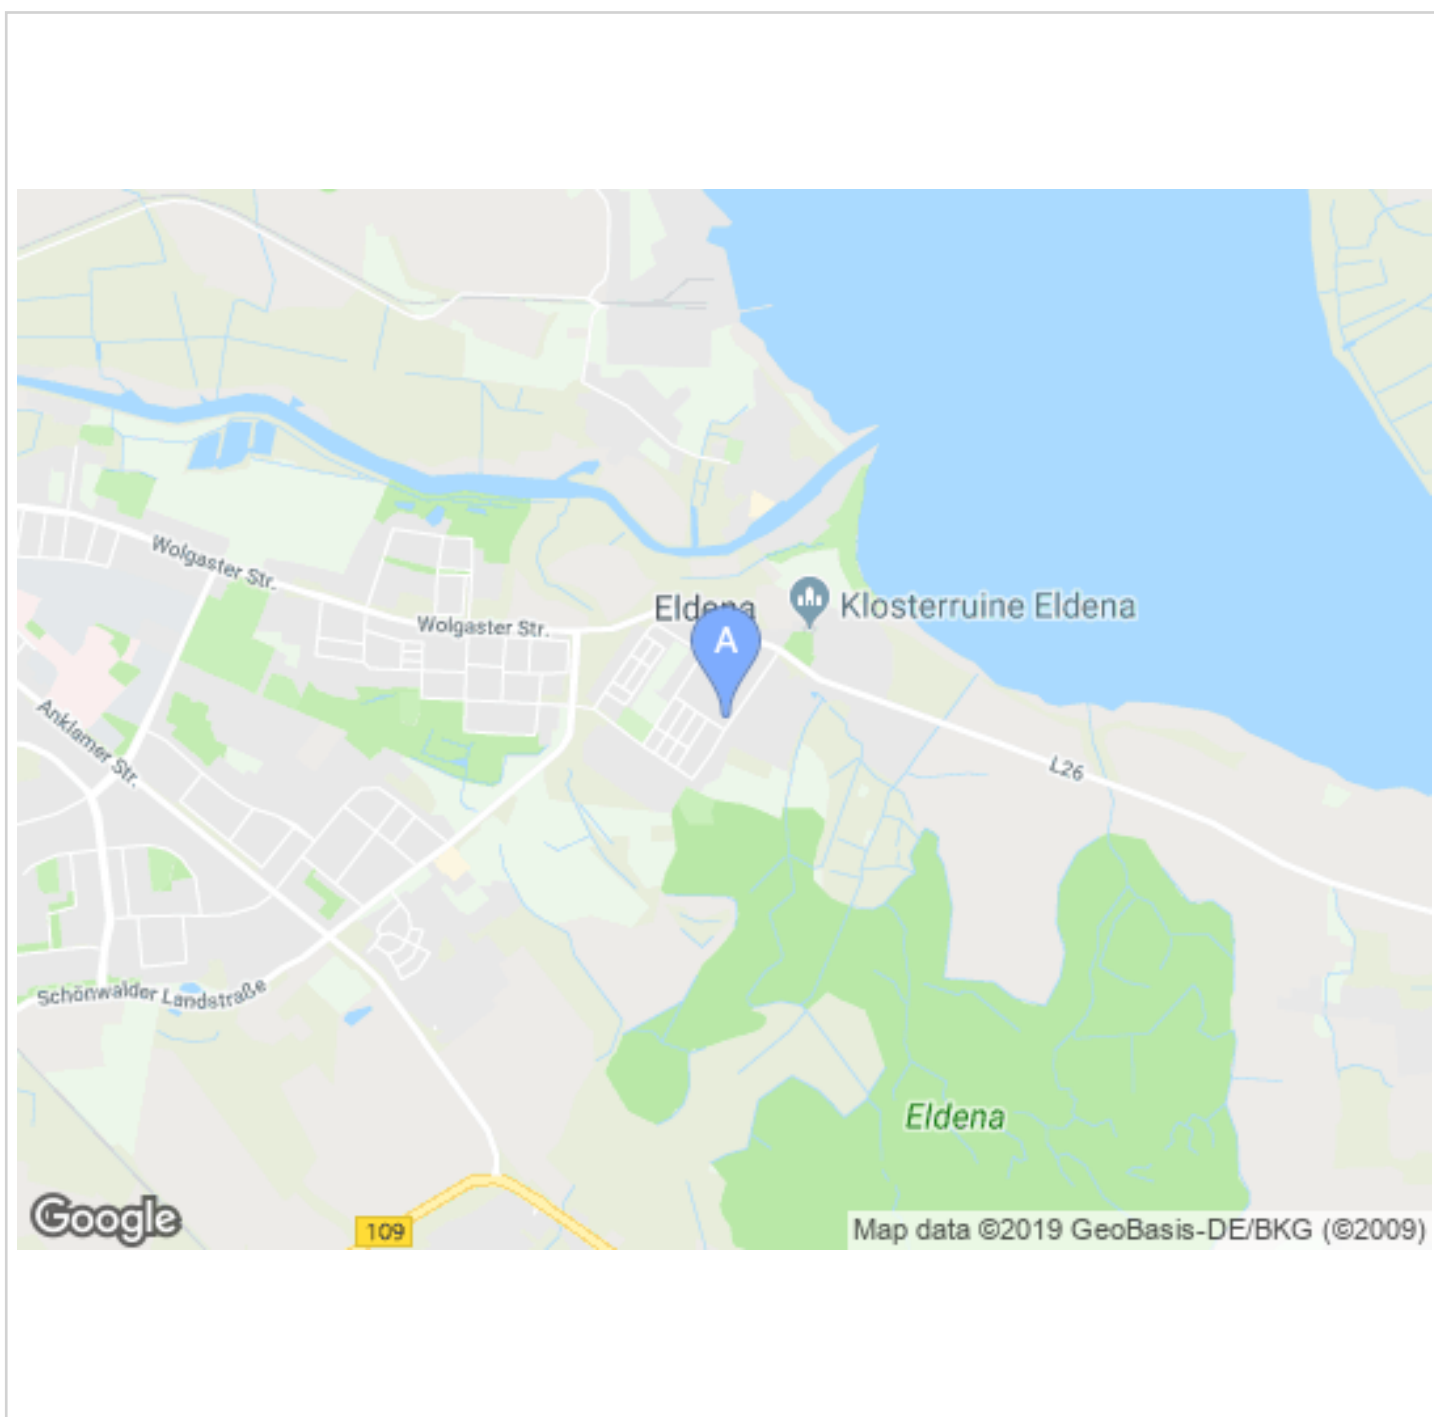 Wolgaster Str.
Wolgaster Str.
Eldena
Klosterruine Eldena
A
Anklamer Str.
L26
Schönwalder Landstraße
Eldena
109
Google
Map data ©2019 GeoBasis-DE/BKG (©2009)